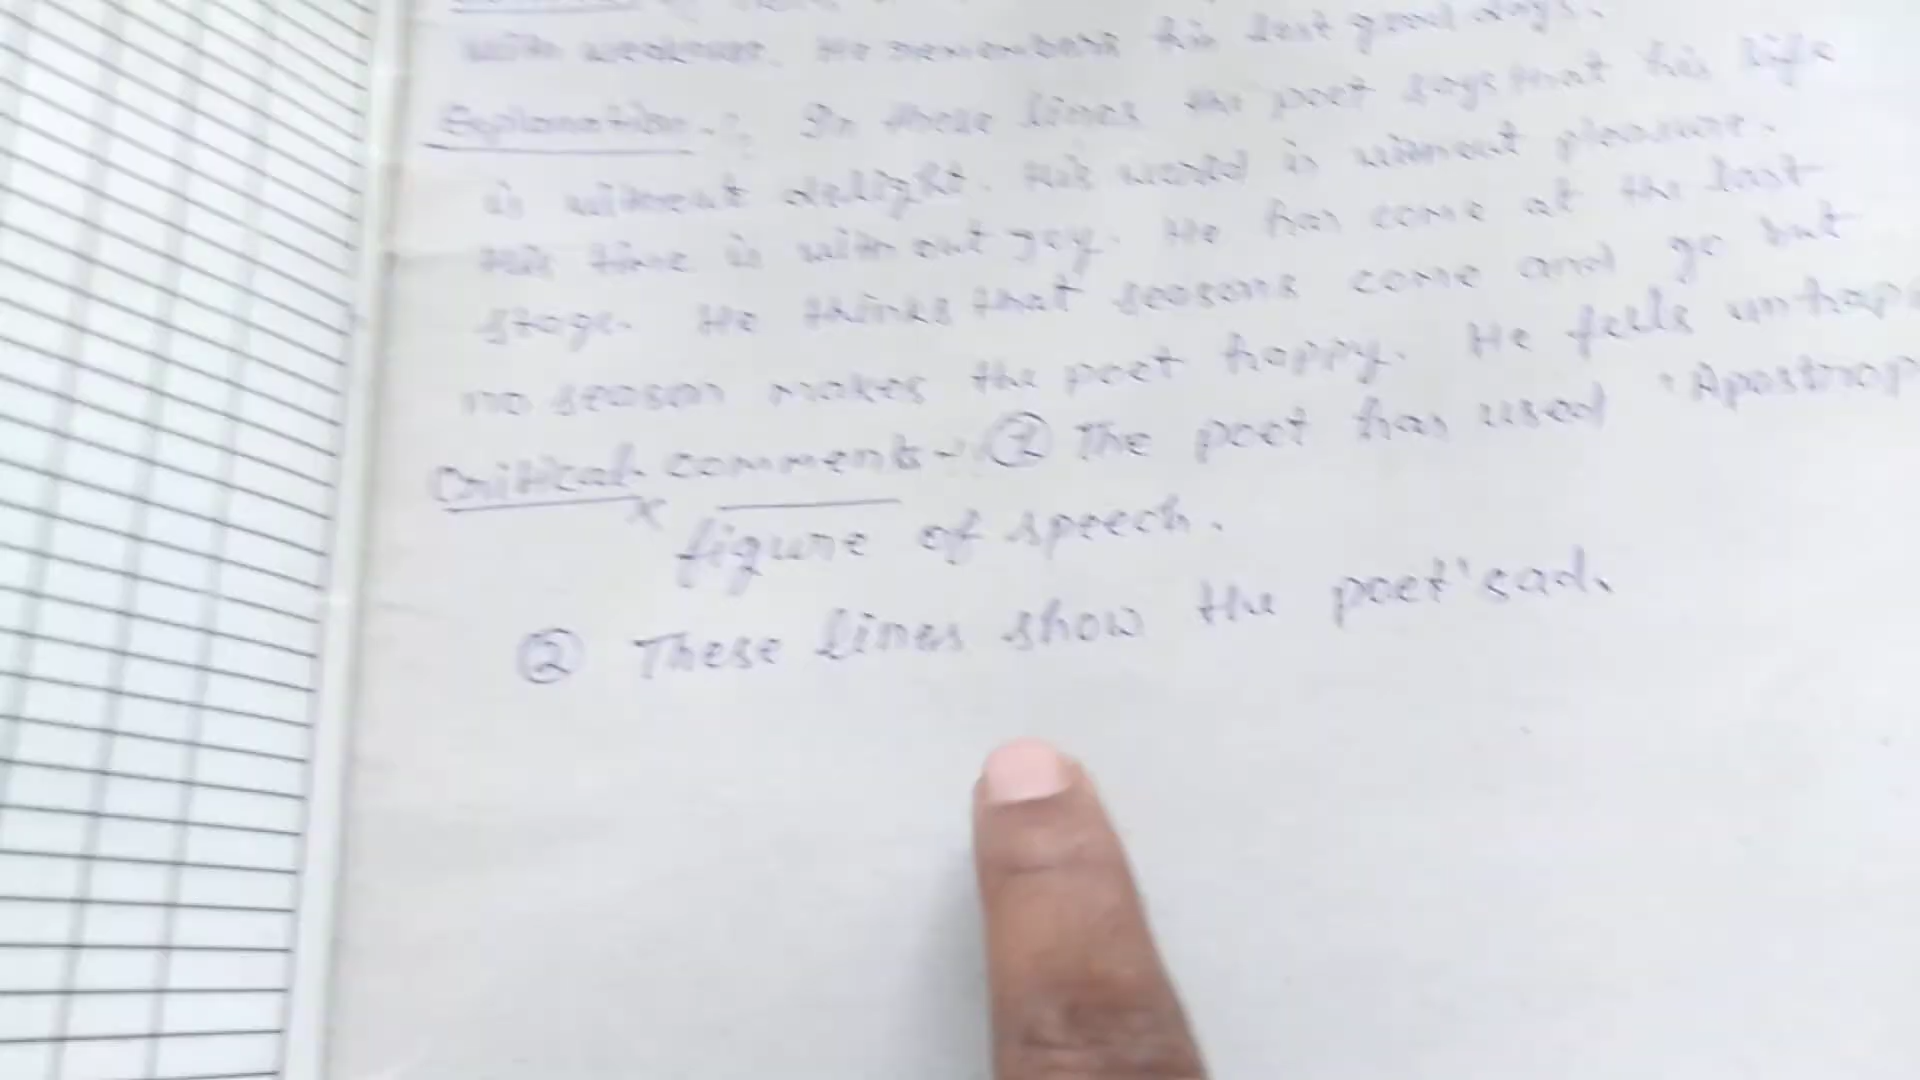 with weakness. He remembers his lost good days.
Explanation :- In these lines the poet says that his life
is without delight. His world is without pleasure.
His time is without joy. He has come at the last
stage. He thinks that seasons come and go but
no season makes the poet happy. He feels unhap
Critical comments :- ① The poet has used 'Apostrop
figure of speech.
② These lines show the poet'sad.